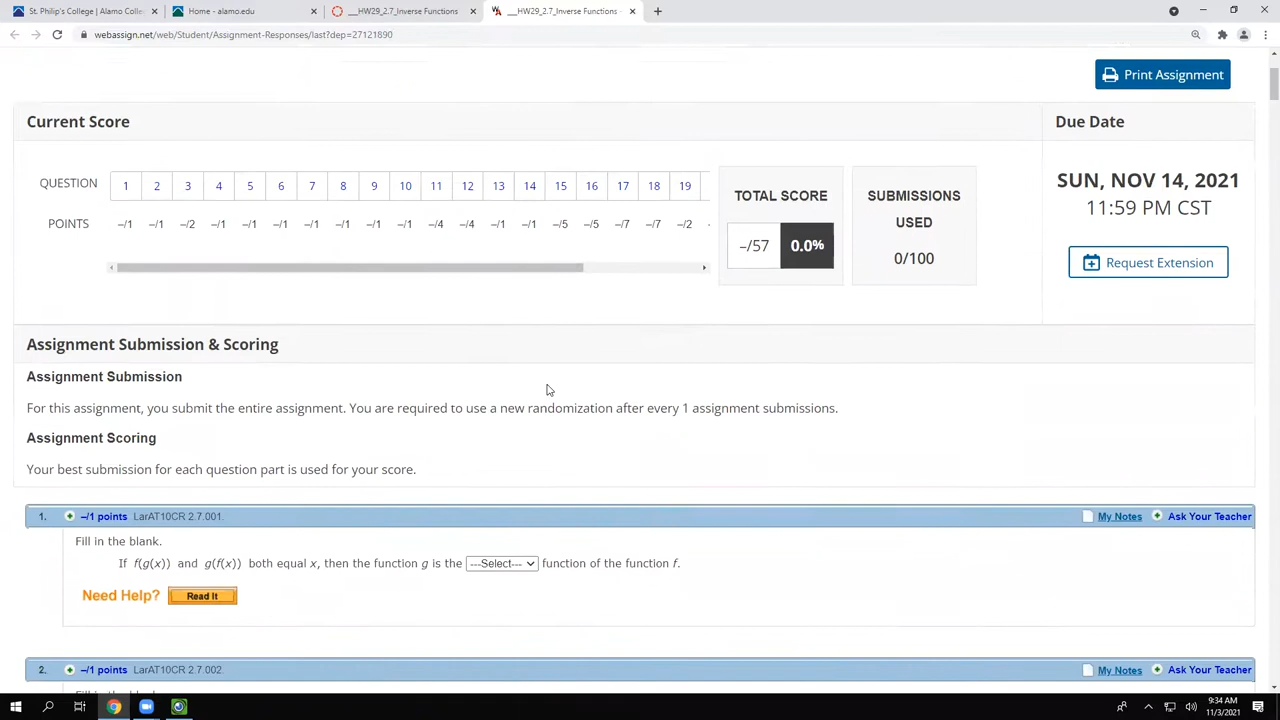 St. Philip's College | Alamo Colle
Home - alamo.edu
__HW29_2.7_Inverse Functions
__HW29_2.7_Inverse Functions -
webassign.net/web/Student/Assignment-Responses/last?dep=27121890
Print Assignment
Current Score
Due Date
QUESTION 1 2 3 4 5 6 7 8 9 10 11 12 13 14 15 16 17 18 19
POINTS –/1 –/1 –/2 –/1 –/1 –/1 –/1 –/1 –/1 –/1 –/4 –/4 –/1 –/1 –/5 –/5 –/7 –/7 –/2
TOTAL SCORE
–/57 0.0%
SUBMISSIONS
USED
0/100
SUN, NOV 14, 2021
11:59 PM CST
Request Extension
Assignment Submission & Scoring
Assignment Submission
For this assignment, you submit the entire assignment. You are required to use a new randomization after every 1 assignment submissions.
Assignment Scoring
Your best submission for each question part is used for your score.
1. –/1 points LarAT10CR 2.7.001. My Notes Ask Your Teacher
Fill in the blank.
If f(g(x)) and g(f(x)) both equal x, then the function g is the ---Select--- function of the function f.
Need Help? Read It
2. –/1 points LarAT10CR 2.7.002. My Notes Ask Your Teacher
9:34 AM
11/3/2021